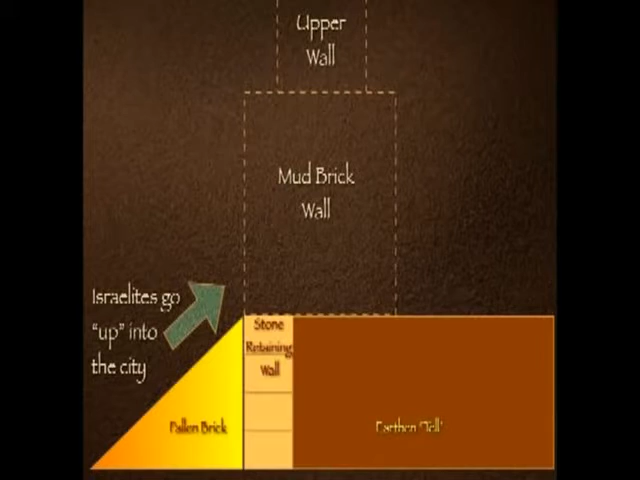 Upper
Wall
Mud Brick
Wall
Israelites go
"up" into
the city
Stone
Retaining
Wall
Fallen Brick
Earthen "Tell"